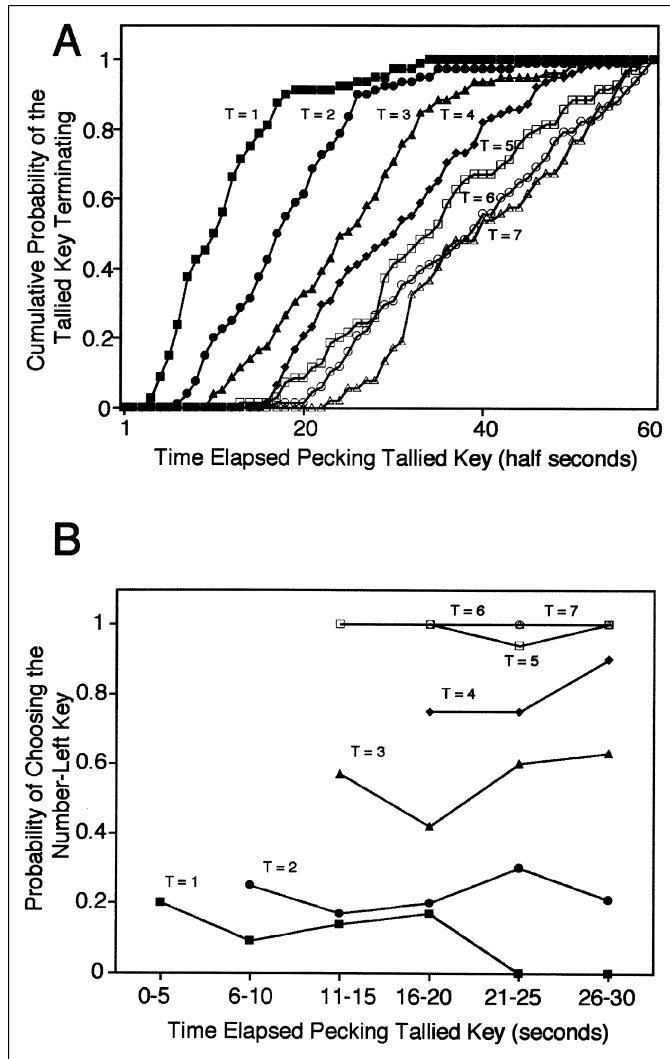 A
Cumulative Probability of the
Tallied Key Terminating
1
0.8
0.6
0.4
0.2
0
T = 1
T = 2
T = 3
T = 4
T = 5
T = 6
T = 7
1
20
40
60
Time Elapsed Pecking Tallied Key (half seconds)
B
Probability of Choosing the
Number-Left Key
1
0.8
0.6
0.4
0.2
0
T = 6
T = 7
T = 5
T = 4
T = 3
T = 2
T = 1
0-5
6-10
11-15
16-20
21-25
26-30
Time Elapsed Pecking Tallied Key (seconds)